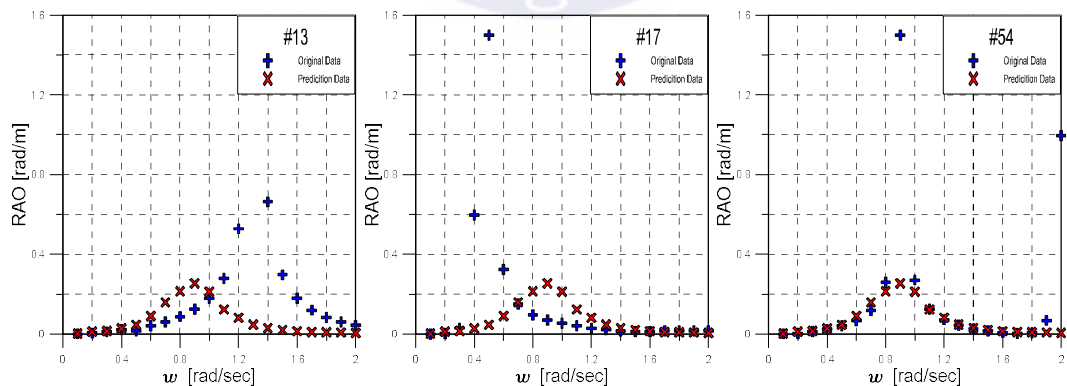 1.6
#13
Original Data
Predicition Data
1.2
0.8
0.4
0
RAO [rad/m]
0 0.4 0.8 1.2 1.6 2
w [rad/sec]
1.6
#17
Original Data
Predicition Data
1.2
0.8
0.4
0
RAO [rad/m]
0 0.4 0.8 1.2 1.6 2
w [rad/sec]
1.6
#54
Original Data
Predicition Data
1.2
0.8
0.4
0
RAO [rad/m]
0 0.4 0.8 1.2 1.6 2
w [rad/sec]